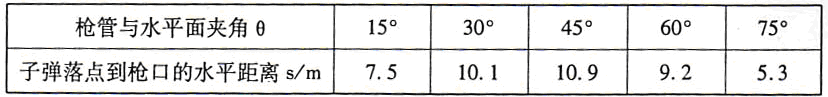 枪管与水平面夹角 θ 15° 30° 45° 60° 75°
子弹落点到枪口的水平距离 s/m 7.5 10.1 10.9 9.2 5.3